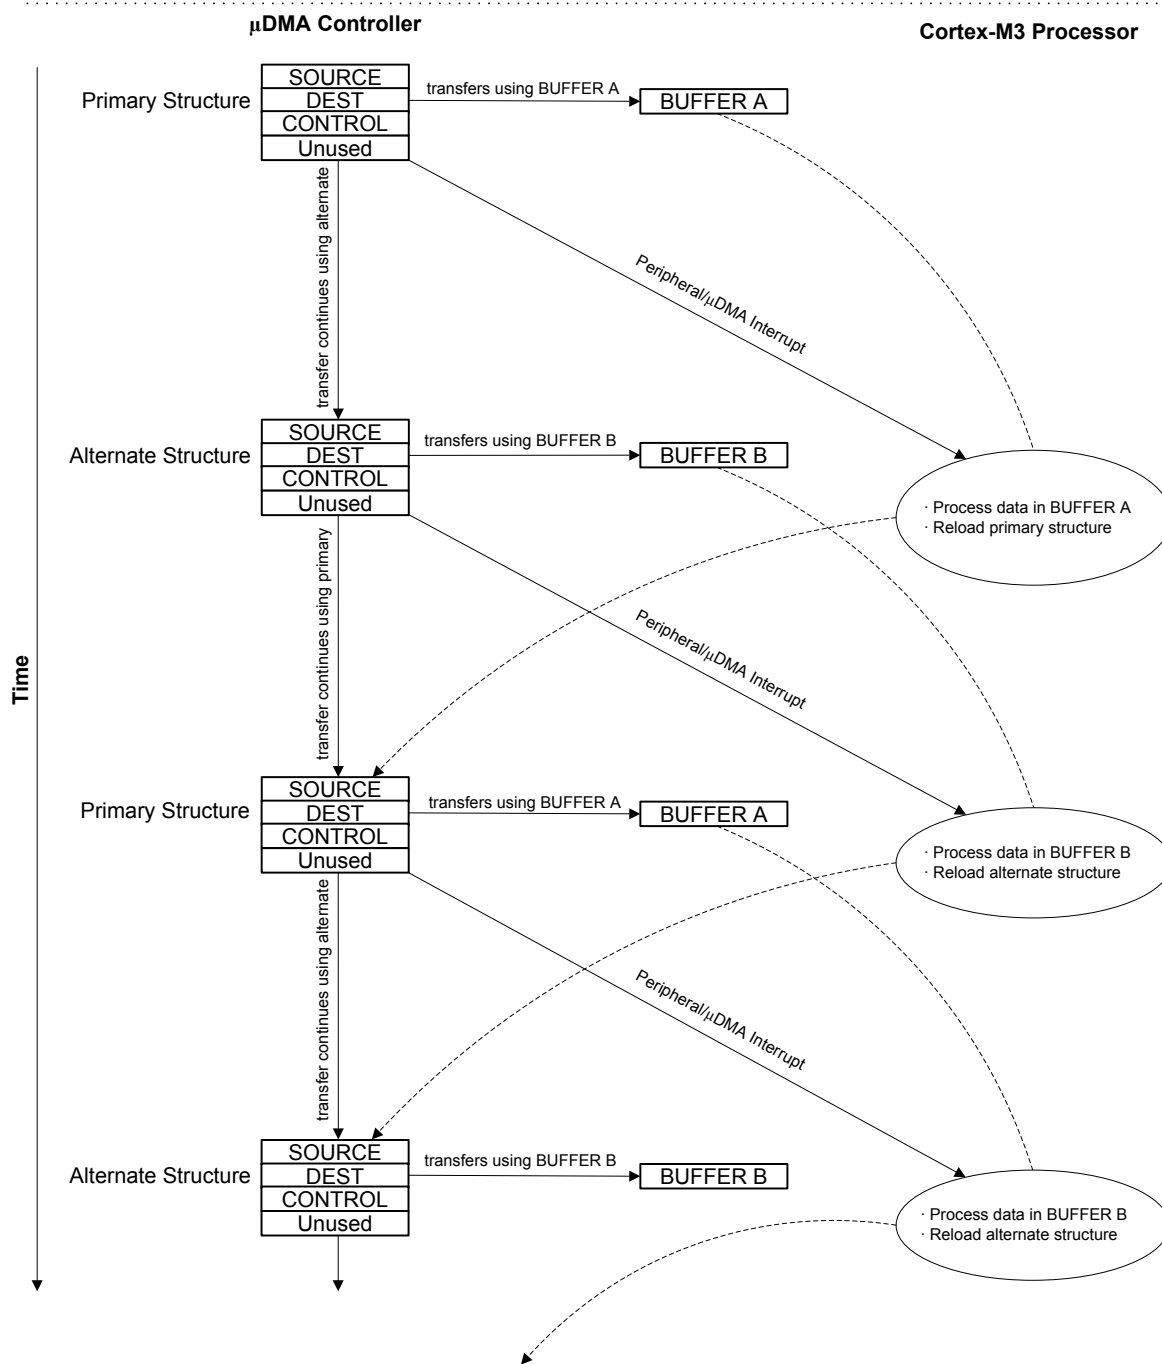 µDMA Controller
Cortex-M3 Processor
Primary Structure
SOURCE
DEST
CONTROL
Unused
transfers using BUFFER A
BUFFER A
transfer continues using alternate
Peripheral/µDMA Interrupt
Alternate Structure
SOURCE
DEST
CONTROL
Unused
transfers using BUFFER B
BUFFER B
· Process data in BUFFER A
· Reload primary structure
transfer continues using primary
Peripheral/µDMA Interrupt
Time
Primary Structure
SOURCE
DEST
CONTROL
Unused
transfers using BUFFER A
BUFFER A
· Process data in BUFFER B
· Reload alternate structure
transfer continues using alternate
Peripheral/µDMA Interrupt
Alternate Structure
SOURCE
DEST
CONTROL
Unused
transfers using BUFFER B
BUFFER B
· Process data in BUFFER B
· Reload alternate structure